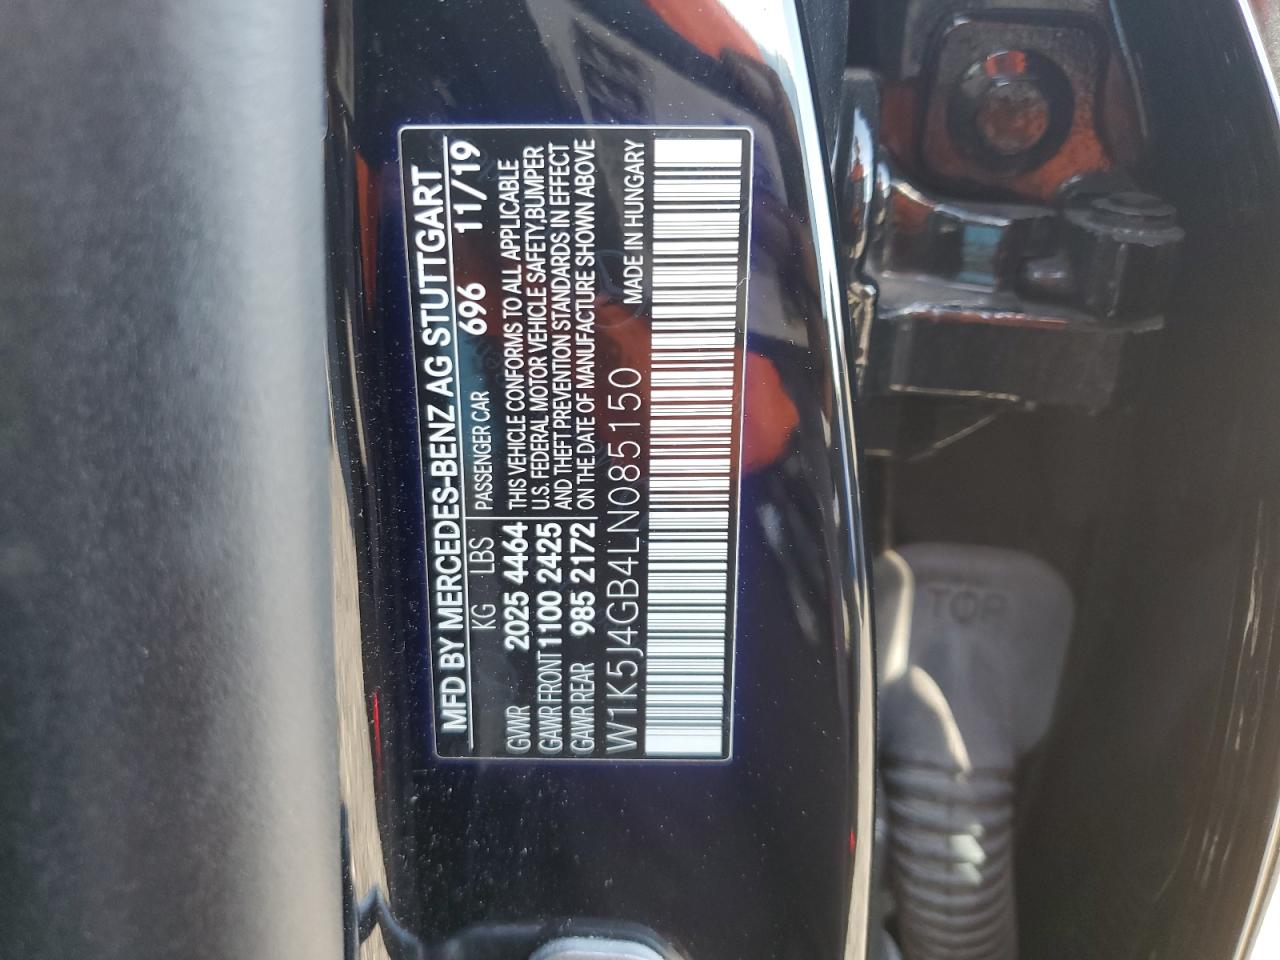 MFD BY MERCEDES-BENZ AG STUTTGART
KG LBS PASSENGER CAR 696 11/19
GVWR 2025 4464 THIS VEHICLE CONFORMS TO ALL APPLICABLE
GAWR FRONT 1100 2425 U.S. FEDERAL MOTOR VEHICLE SAFETY,BUMPER
AND THEFT PREVENTION STANDARDS IN EFFECT
GAWR REAR 985 2172 ON THE DATE OF MANUFACTURE SHOWN ABOVE
W1K5J4GB4LN085150 MADE IN HUNGARY
TOP